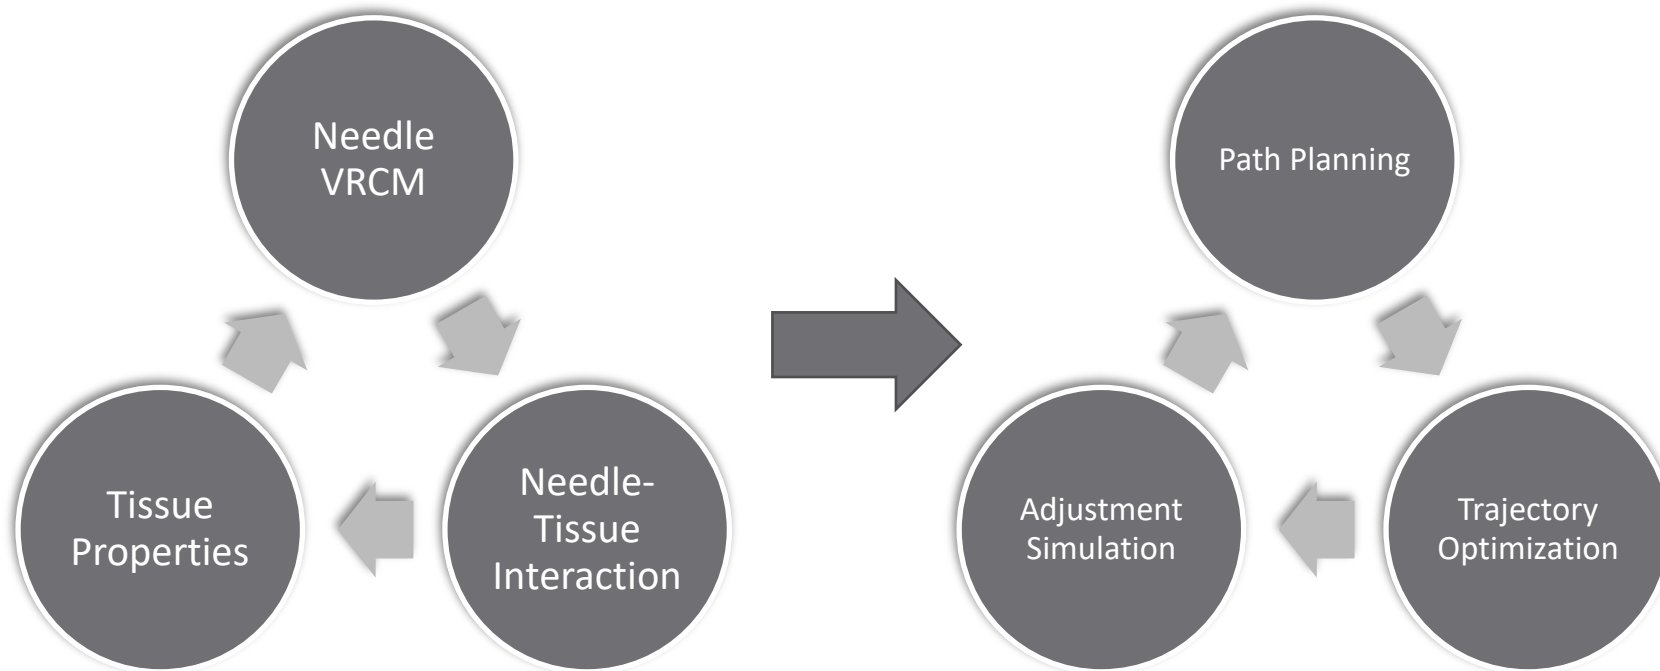 Needle
VRCM
Needle-
Tissue
Interaction
Tissue
Properties
Path Planning
Trajectory
Optimization
Adjustment
Simulation